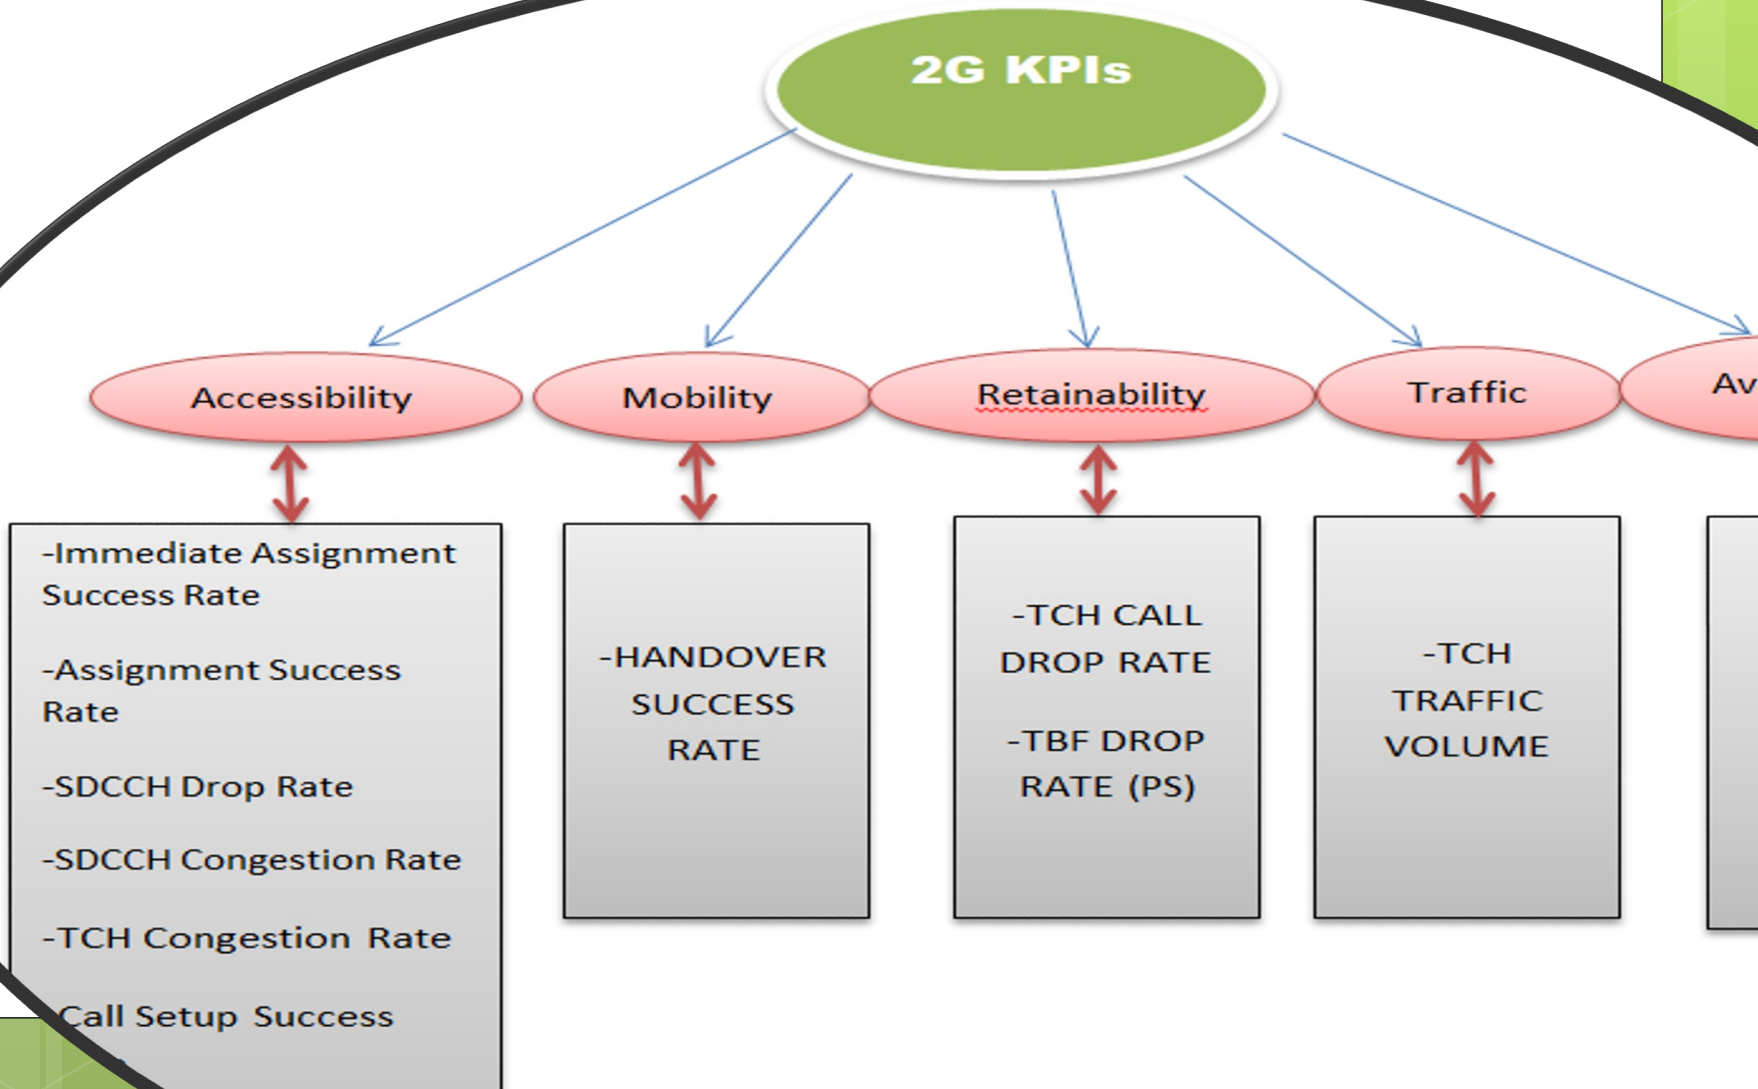 2G KPIs
Accessibility
Mobility
Retainability
Traffic
-Immediate Assignment
Success Rate
-Assignment Success
Rate
-SDCCH Drop Rate
-SDCCH Congestion Rate
-TCH Congestion Rate
Call Setup Success
-HANDOVER
SUCCESS
RATE
-TCH CALL
DROP RATE
-TBF DROP
RATE (PS)
-TCH
TRAFFIC
VOLUME